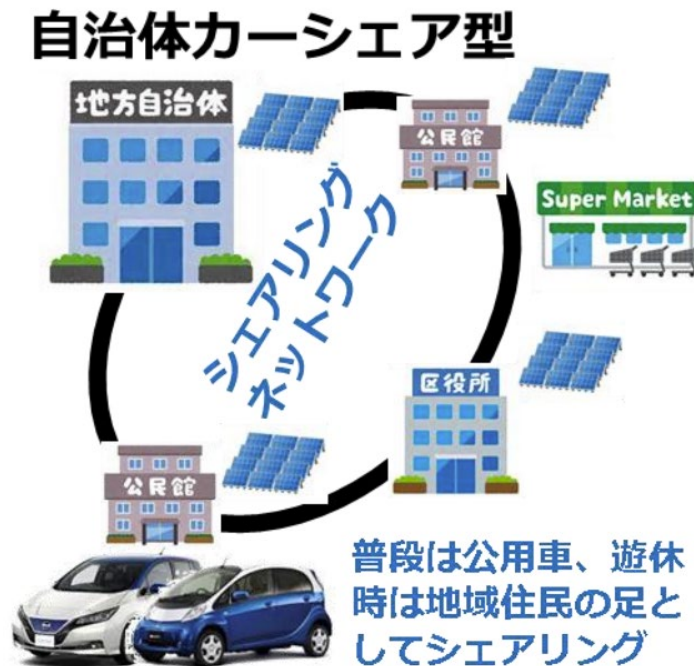 自治体カーシェア型
地方自治体
公民館
Super Market
シェアリング
ネットワーク
区役所
公民館
普段は公用車、遊休
時は地域住民の足と
してシェアリング